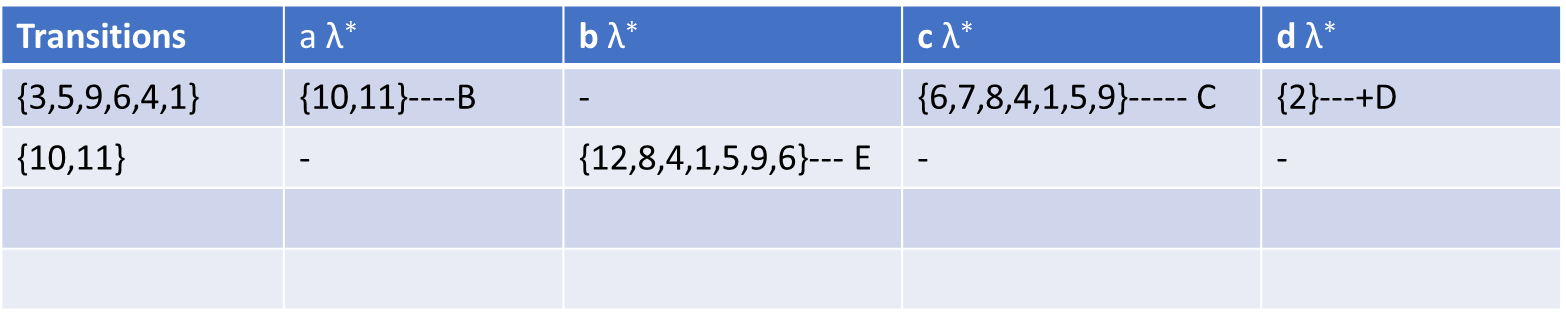 Transitions a λ* b λ* c λ* d λ*
{3,5,9,6,4,1} {10,11}----B - {6,7,8,4,1,5,9}----- C {2}---+D
{10,11} - {12,8,4,1,5,9,6}--- E - -